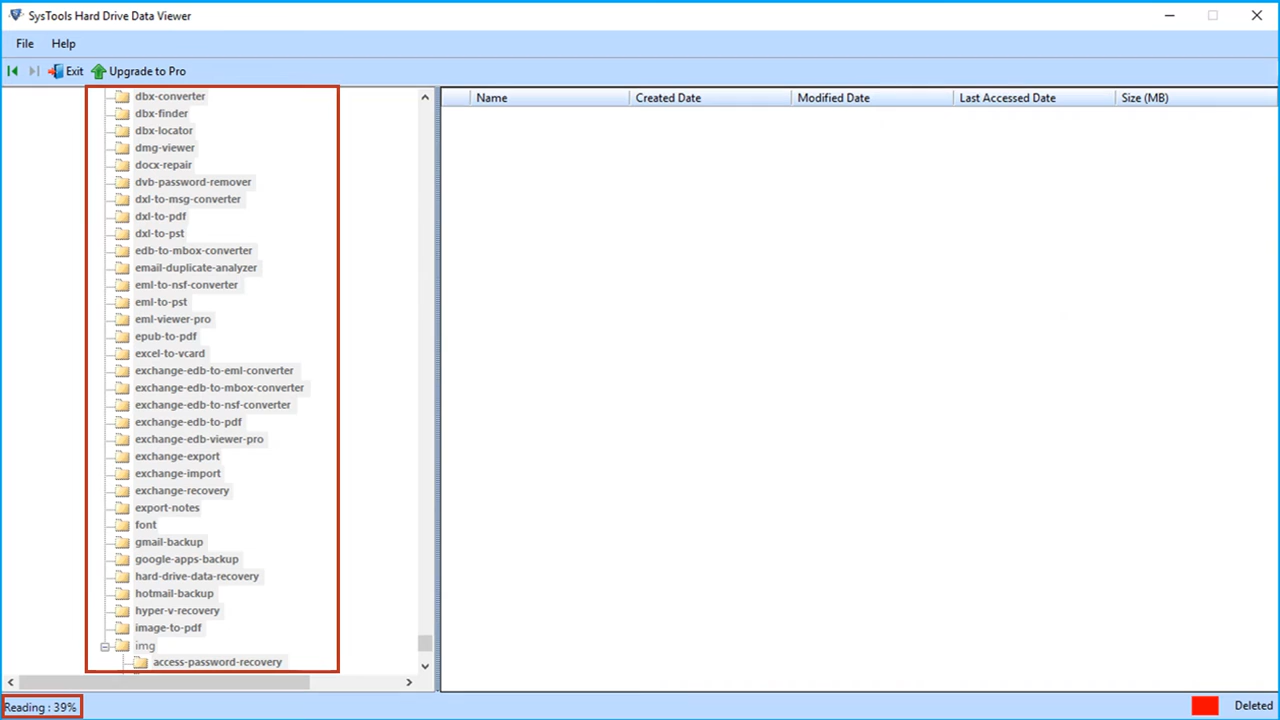 SysTools Hard Drive Data Viewer
File Help
Exit Upgrade to Pro
dbx-converter
dbx-finder
dbx-locator
dmg-viewer
docx-repair
dvb-password-remover
dxl-to-msg-converter
dxl-to-pdf
dxl-to-pst
edb-to-mbox-converter
email-duplicate-analyzer
eml-to-nsf-converter
eml-to-pst
eml-viewer-pro
epub-to-pdf
excel-to-vcard
exchange-edb-to-eml-converter
exchange-edb-to-mbox-converter
exchange-edb-to-nsf-converter
exchange-edb-to-pdf
exchange-edb-viewer-pro
exchange-export
exchange-import
exchange-recovery
export-notes
font
gmail-backup
google-apps-backup
hard-drive-data-recovery
hotmail-backup
hyper-v-recovery
image-to-pdf
img
access-password-recovery
Name Created Date Modified Date Last Accessed Date Size (MB)
Reading : 39%
Deleted